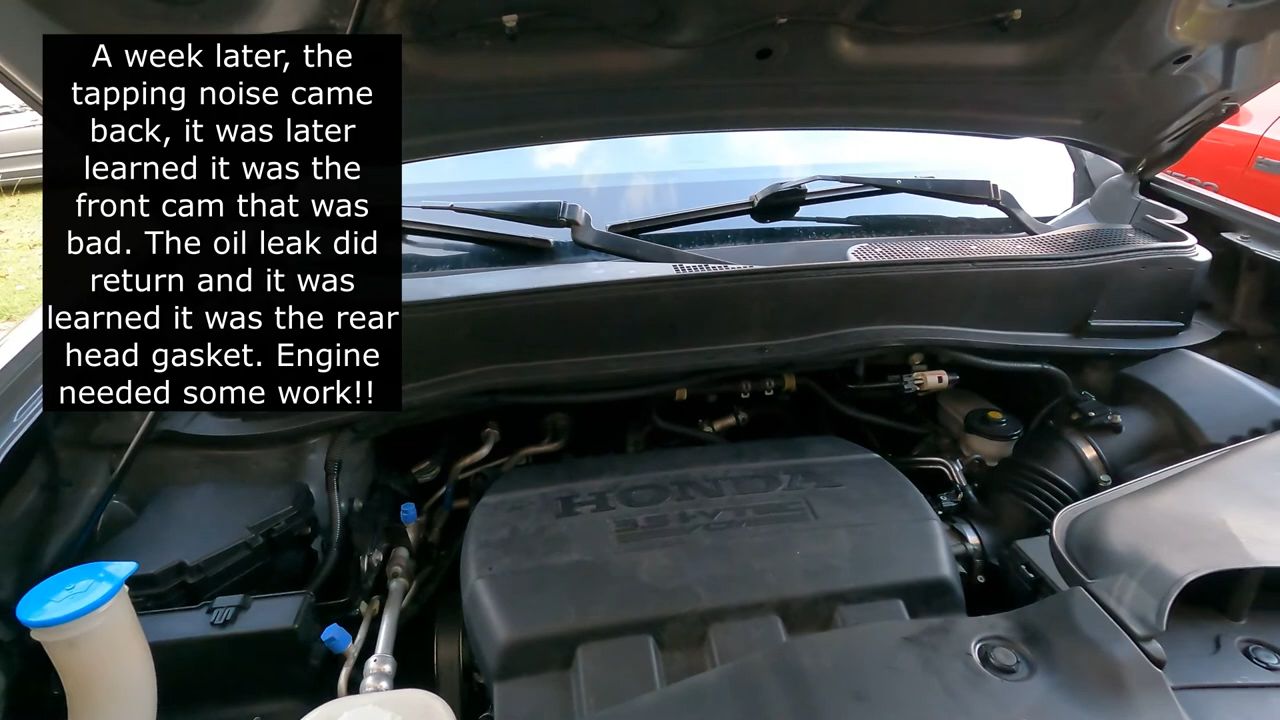 A week later, the
tapping noise came
back, it was later
learned it was the
front cam that was
bad. The oil leak did
return and it was
learned it was the rear
head gasket. Engine
needed some work!!
HONDA